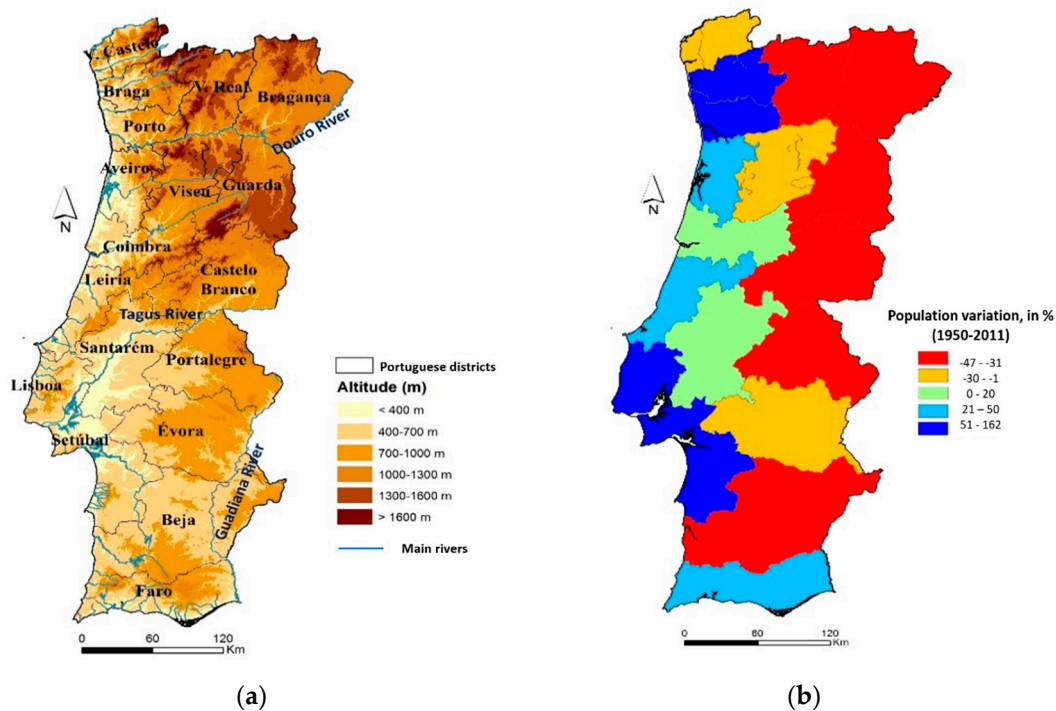 V. Castelo
Braga
V. Real
Bragança
Porto
Douro River
Aveiro
Viseu
Guarda
N
Coimbra
Leiria
Castelo
Branco
Tagus River
Santarém
Portalegre
Lisboa
Setúbal
Évora
Guadiana River
Beja
Faro
0 60 120
Km
Portuguese districts
Altitude (m)
< 400 m
400-700 m
700-1000 m
1000-1300 m
1300-1600 m
> 1600 m
Main rivers
(a)
N
Population variation, in %
(1950-2011)
-47 - -31
-30 - -1
0 - 20
21 – 50
51 - 162
0 60 120
Km
(b)